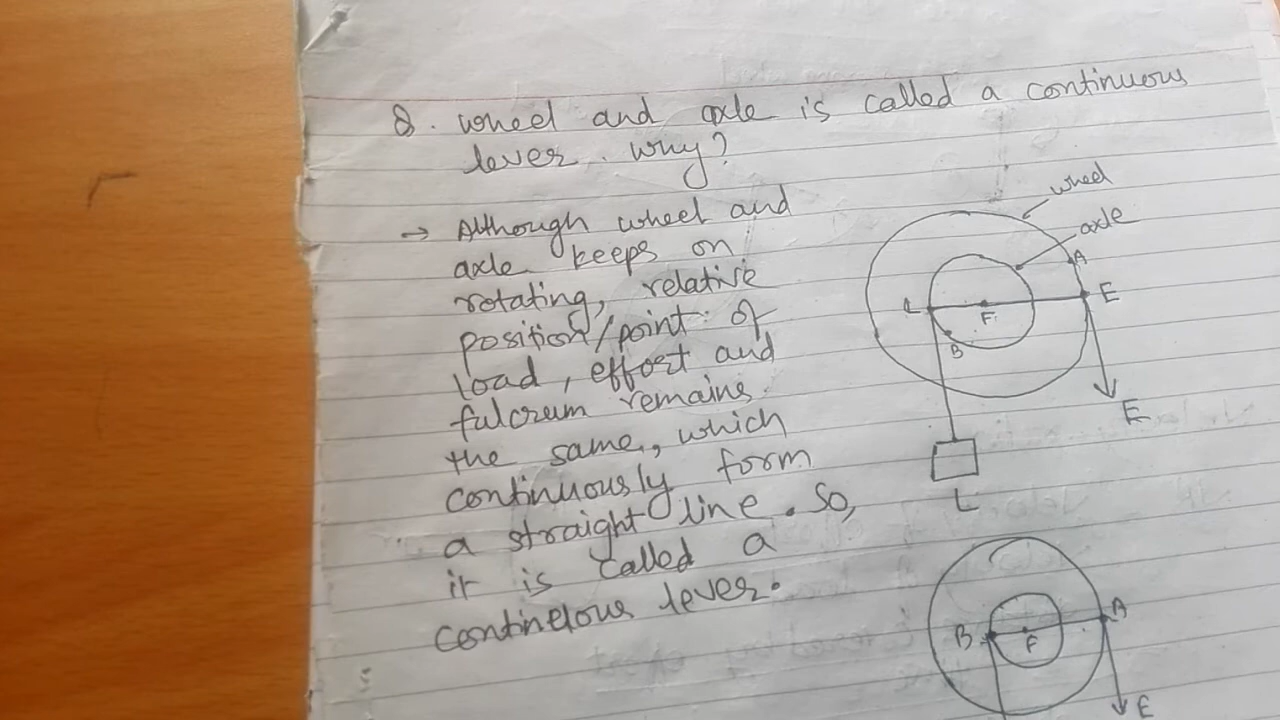 Q. wheel and axle is called a continuous
lever. Why?
→ Although wheel and
axle keeps on
rotating, relative
position/point of
load, effort and
fulcrum remains
the same, which
continuously form
a straight line. So,
it is called a
continuous lever.
wheel
axle
A
L
F
E
B
E
L
B
F
A
E